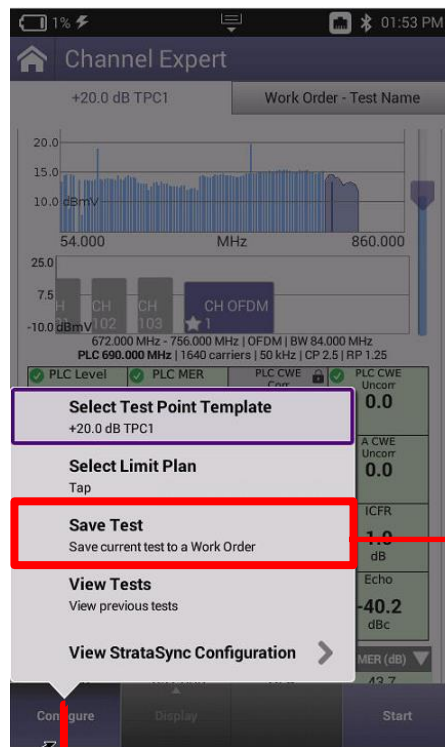 1% 01:53 PM
Channel Expert
+20.0 dB TPC1 Work Order - Test Name
20.0
15.0
10.0 dBmV
54.000 MHz 860.000
25.0
7.5
CH CH CH OFDM
-10.0 dBmV 102 103 1
672.000 MHz - 756.000 MHz | OFDM | BW 84.000 MHz
PLC 690.000 MHz | 1640 carriers | 50 kHz | CP 2.5 | RP 1.25
PLC Level PLC MER PLC CWE Corr PLC CWE Uncorr
0.0
Select Test Point Template
+20.0 dB TPC1
A CWE
Uncorr
0.0
Select Limit Plan
Tap
ICFR
1.0
dB
Save Test
Save current test to a Work Order
Echo
-40.2
dBc
View Tests
View previous tests
View StrataSync Configuration
MER (dB)
43.7
Configure Display Start